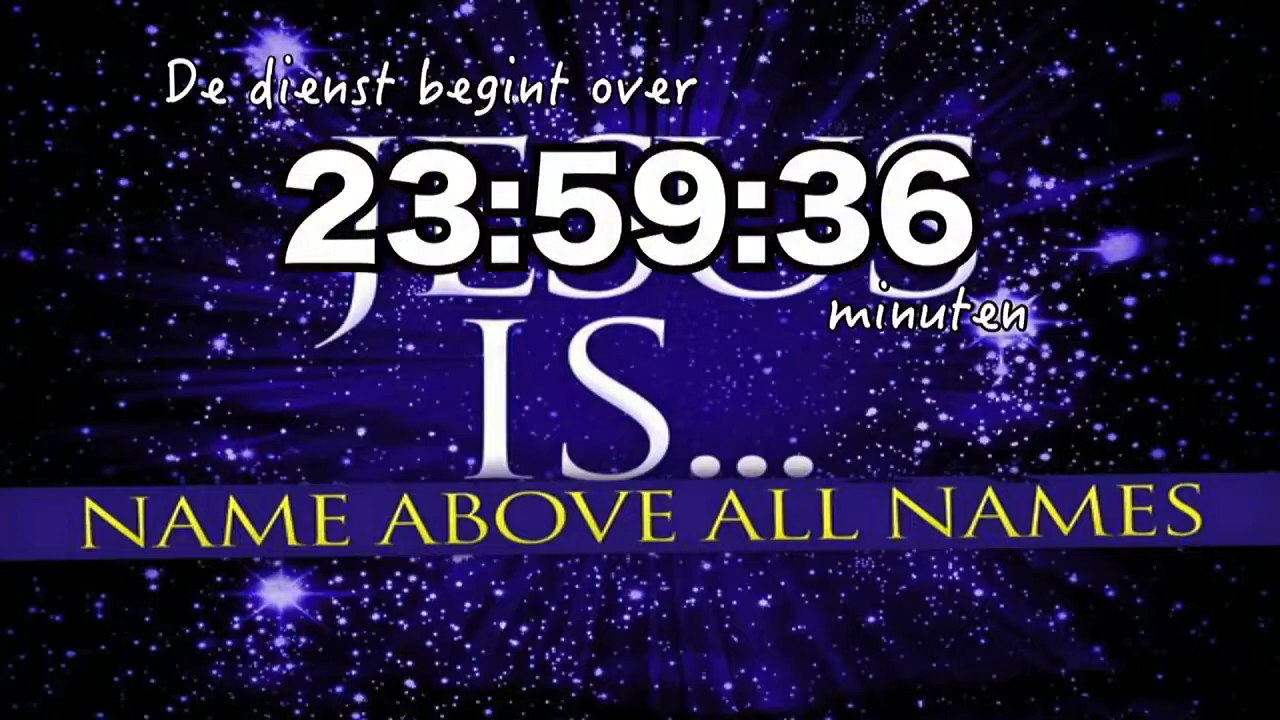 De dienst begint over
JESUS
23:59:36
minuten
IS...
NAME ABOVE ALL NAMES